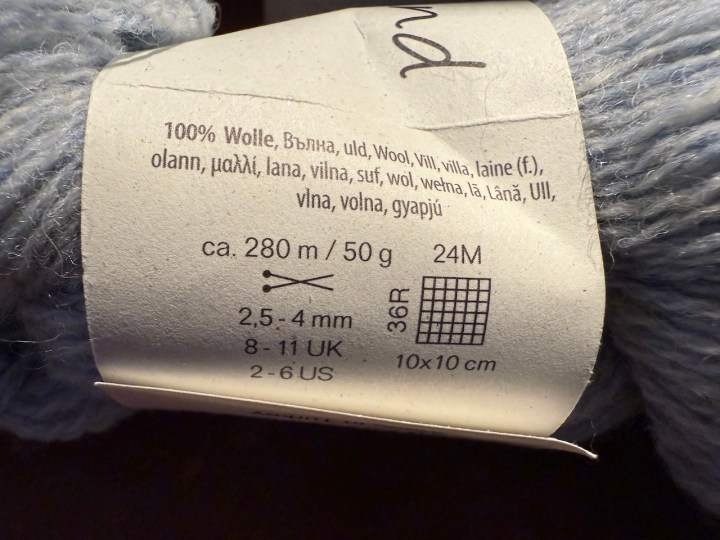 nd
100% Wolle, Вълна, uld, Wool, Vill, villa, laine (f.),
olann, μαλλί, lana, vilna, suf, wol, wełna, lã, Lână, Ull,
vlna, volna, gyapjú
ca. 280 m / 50 g 24M
36R
2,5 - 4 mm
8 - 11 UK
10x10 cm
2 - 6 US